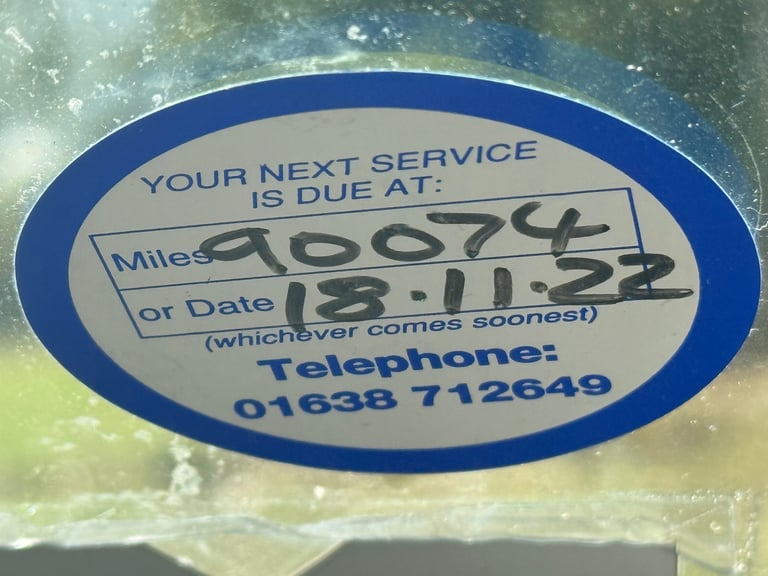 YOUR NEXT SERVICE
IS DUE AT:
Miles 90074
or Date 18.11.22
(whichever comes soonest)
Telephone:
01638 712649